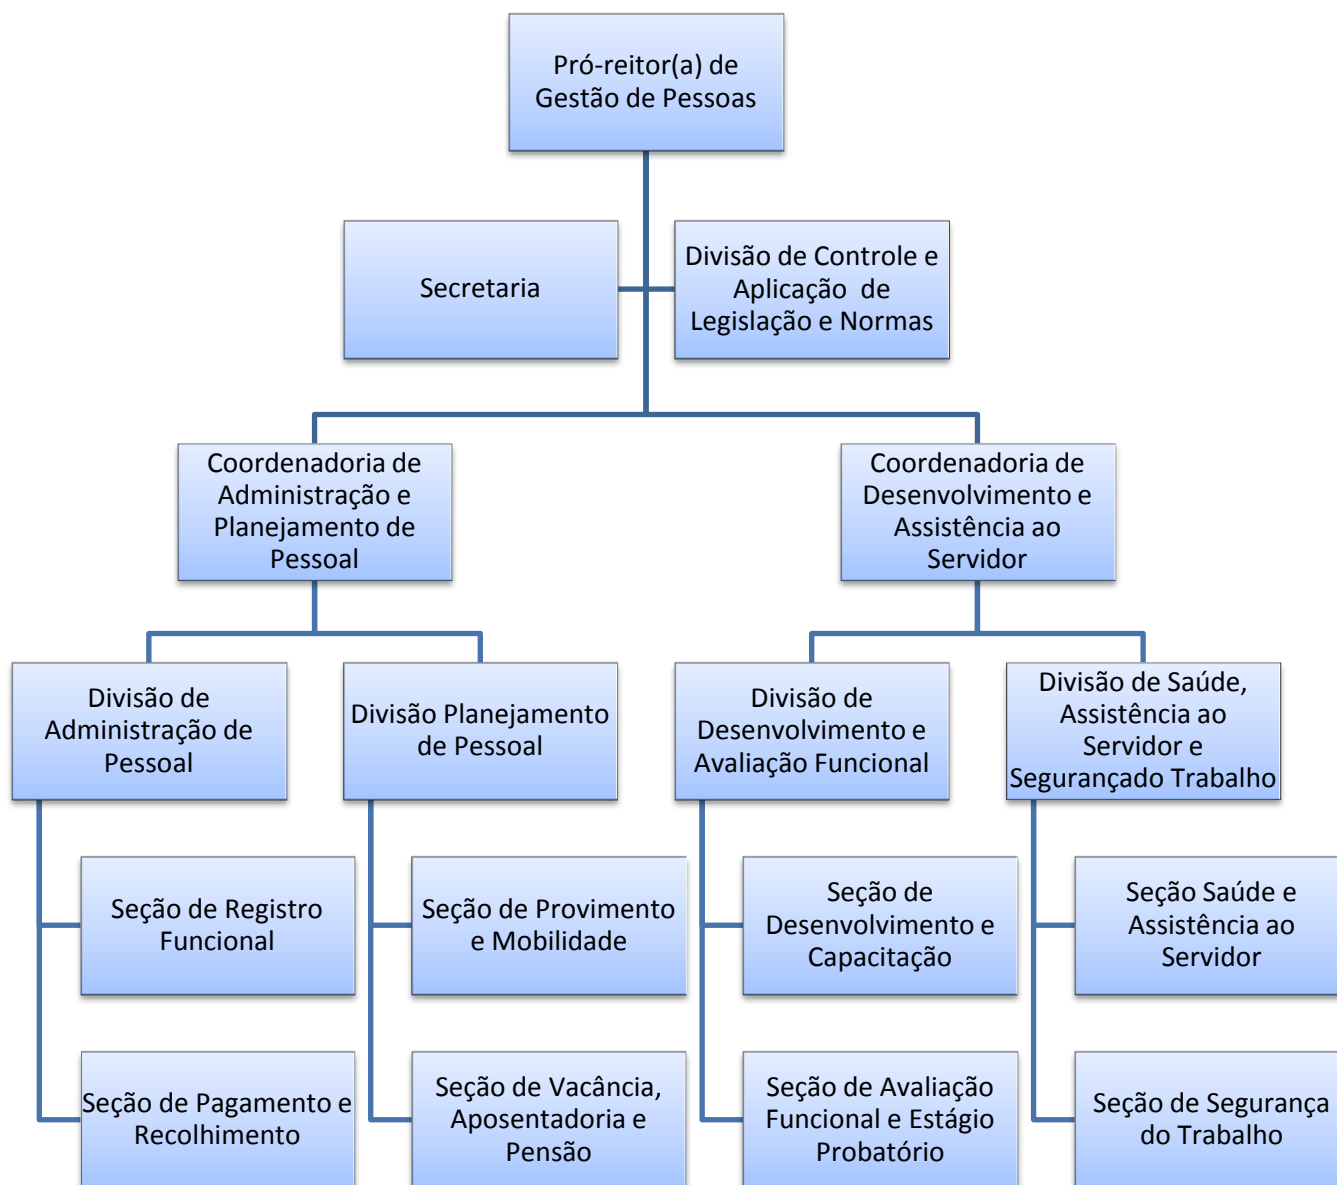 Pró-reitor(a) de
Gestão de Pessoas
Secretaria
Divisão de Controle e
Aplicação  de
Legislação e Normas
Coordenadoria de
Administração e
Planejamento de
Pessoal
Coordenadoria de
Desenvolvimento e
Assistência ao
Servidor
Divisão de
Administração de
Pessoal
Divisão Planejamento
de Pessoal
Divisão de
Desenvolvimento e
Avaliação Funcional
Divisão de Saúde,
Assistência ao
Servidor e
Segurançado Trabalho
Seção de Registro
Funcional
Seção de Provimento
e Mobilidade
Seção de
Desenvolvimento e
Capacitação
Seção Saúde e
Assistência ao
Servidor
Seção de Pagamento e
Recolhimento
Seção de Vacância,
Aposentadoria e
Pensão
Seção de Avaliação
Funcional e Estágio
Probatório
Seção de Segurança
do Trabalho